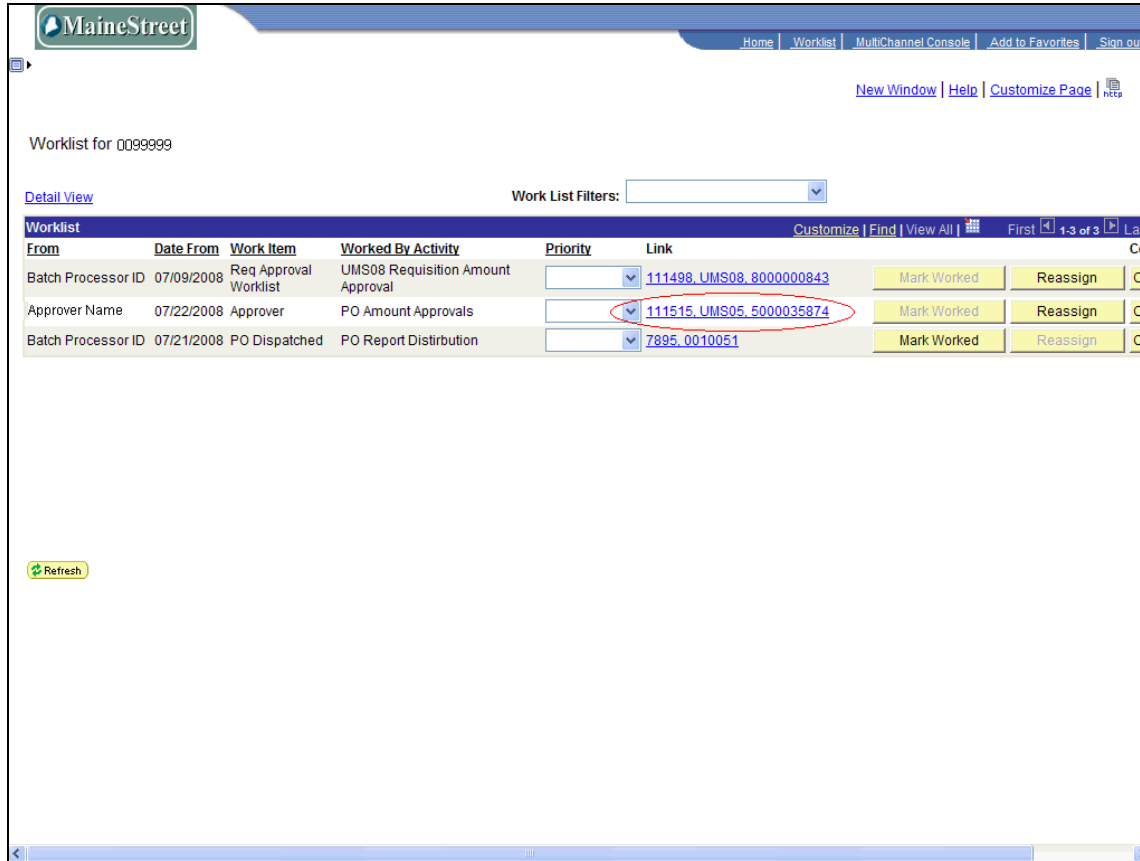 MaineStreet
Home Worklist MultiChannel Console Add to Favorites Sign ou
New Window | Help | Customize Page | http
Worklist for 0099999
Detail View Work List Filters:
Worklist Customize | Find | View All | First 1-3 of 3 La
From Date From Work Item Worked By Activity Priority Link C
Batch Processor ID 07/09/2008 Req Approval Worklist UMS08 Requisition Amount Approval 111498, UMS08, 8000000843 Mark Worked Reassign C
Approver Name 07/22/2008 Approver PO Amount Approvals 111515, UMS05, 5000035874 Mark Worked Reassign C
Batch Processor ID 07/21/2008 PO Dispatched PO Report Distirbution 7895, 0010051 Mark Worked Reassign C
Refresh